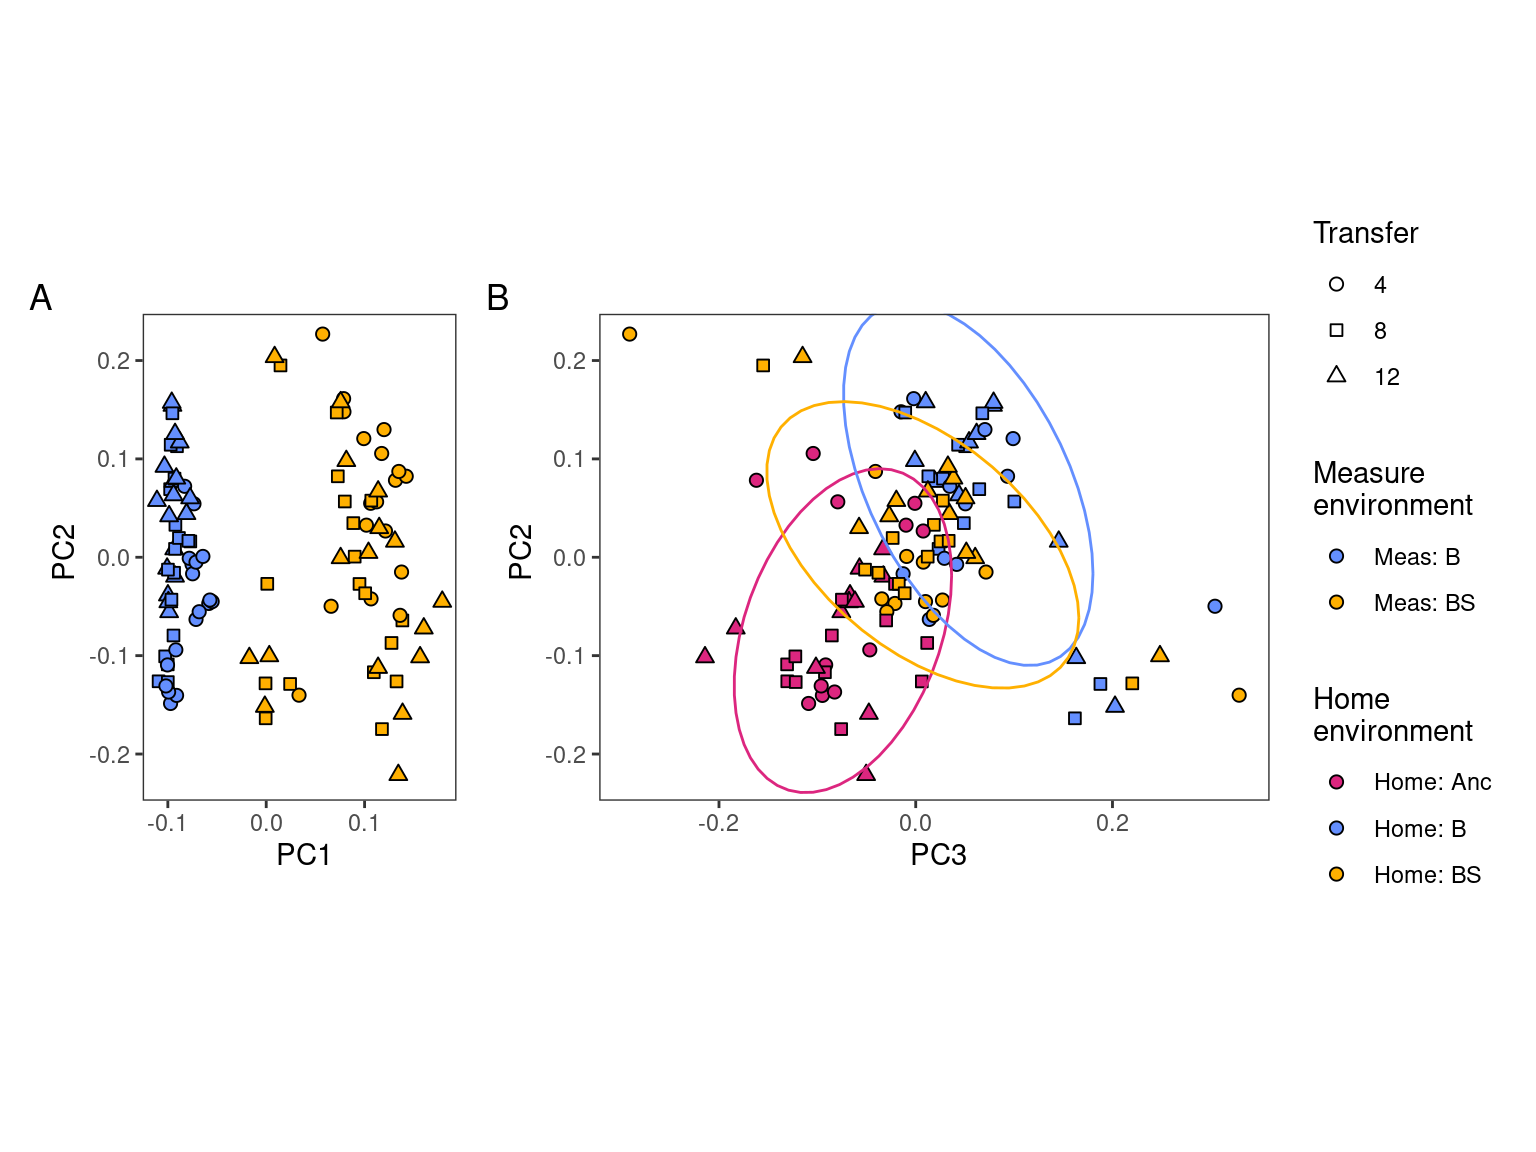 A
B
PC2
0.2
0.1
0.0
-0.1
-0.2
-0.1
0.0
0.1
PC1
PC2
0.2
0.1
0.0
-0.1
-0.2
-0.2
0.0
0.2
PC3
Transfer
4
8
12
Measure
environment
Meas: B
Meas: BS
Home
environment
Home: Anc
Home: B
Home: BS